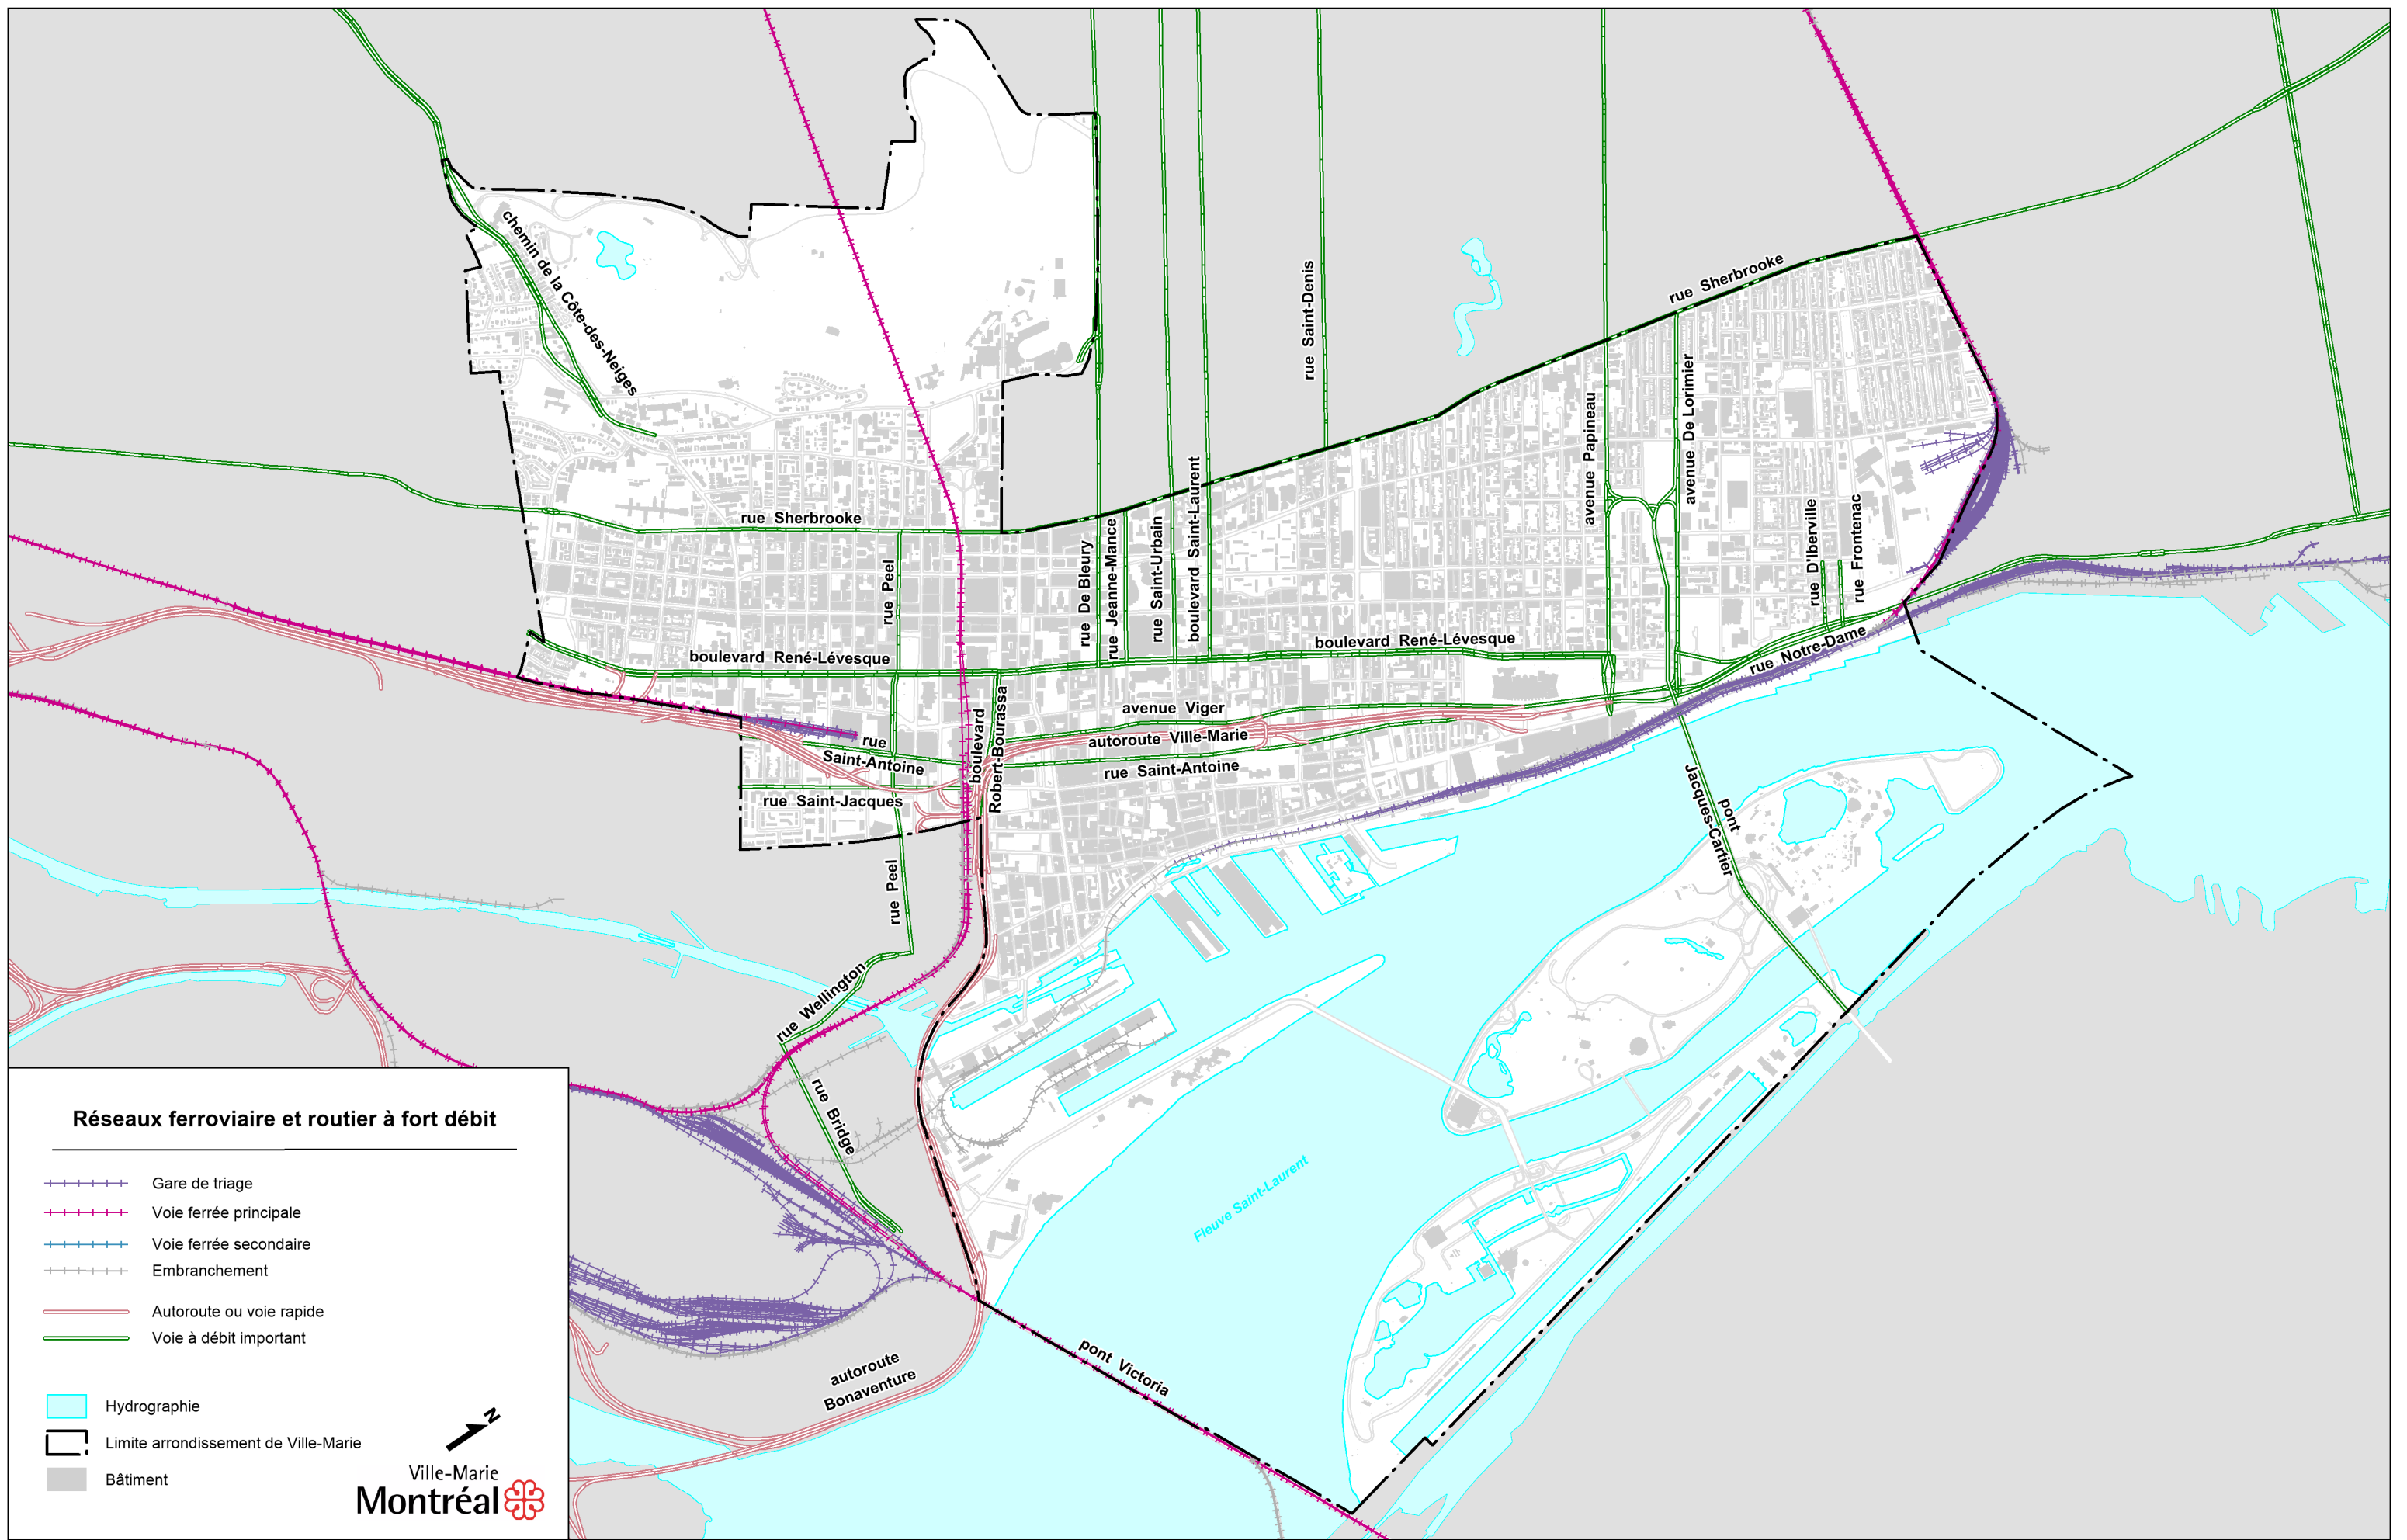 chemin de la Côte-des-Neiges
rue Saint-Denis
rue Sherbrooke
avenue De Lorimier
avenue Papineau
rue D'Iberville
rue Frontenac
rue Sherbrooke
rue Peel
rue De Bleury
rue Jeanne-Mance
rue Saint-Urbain
boulevard Saint-Laurent
boulevard René-Lévesque
boulevard René-Lévesque
rue Notre-Dame
avenue Viger
autoroute Ville-Marie
rue Saint-Antoine
rue
Saint-Antoine
rue Saint-Jacques
boulevard
Robert-Bourassa
pont
Jacques-Cartier
rue Peel
rue Wellington
rue Bridge
Fleuve Saint-Laurent
pont Victoria
autoroute
Bonaventure
Réseaux ferroviaire et routier à fort débit
Gare de triage
Voie ferrée principale
Voie ferrée secondaire
Embranchement
Autoroute ou voie rapide
Voie à débit important
Hydrographie
Limite arrondissement de Ville-Marie
Bâtiment
N
Ville-Marie
Montréal